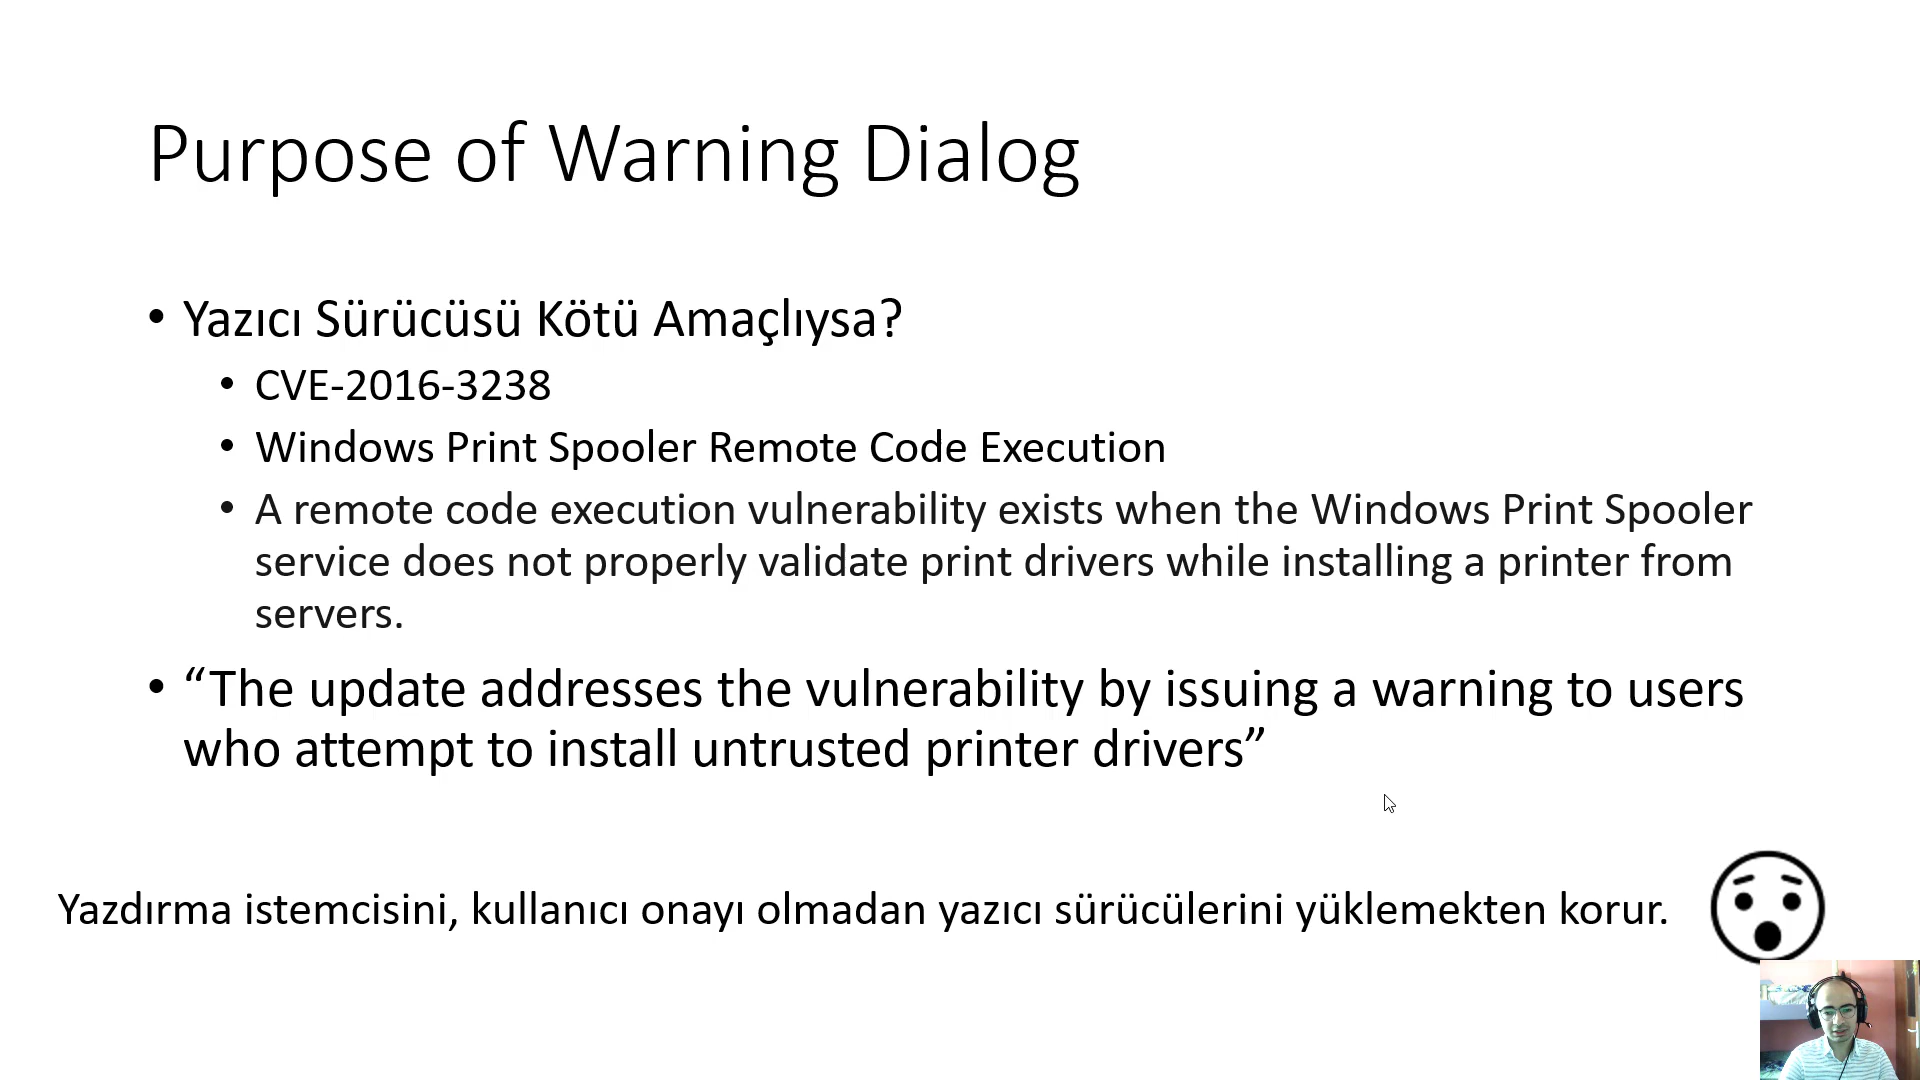 Purpose of Warning Dialog
• Yazıcı Sürücüsü Kötü Amaçlıysa?
• CVE-2016-3238
• Windows Print Spooler Remote Code Execution
• A remote code execution vulnerability exists when the Windows Print Spooler
service does not properly validate print drivers while installing a printer from
servers.
• “The update addresses the vulnerability by issuing a warning to users
who attempt to install untrusted printer drivers”
Yazdırma istemcisini, kullanıcı onayı olmadan yazıcı sürücülerini yüklemekten korur.